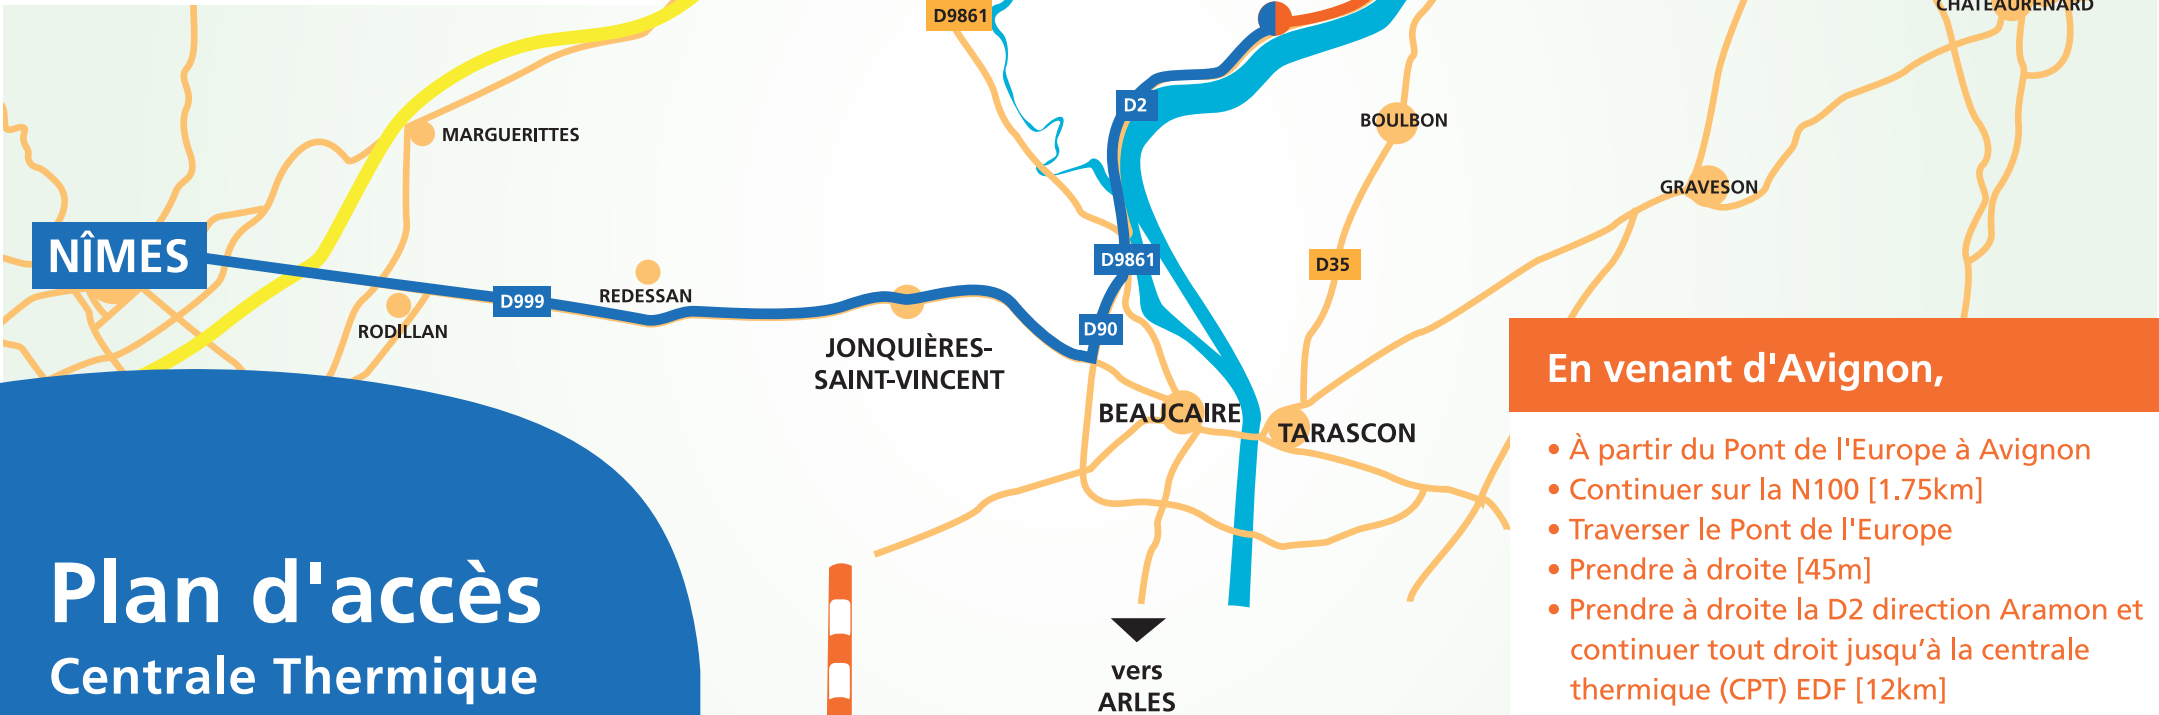 CHATEAURENARD
D9861
D2
BOULBON
MARGUERITTES
GRAVESON
NÎMES
D9861
D35
D999
REDESSAN
RODILLAN
D90
JONQUIÈRES-
SAINT-VINCENT
BEAUCAIRE
TARASCON
En venant d'Avignon,
• À partir du Pont de l'Europe à Avignon
• Continuer sur la N100 [1.75km]
• Traverser le Pont de l'Europe
• Prendre à droite [45m]
• Prendre à droite la D2 direction Aramon et
continuer tout droit jusqu’à la centrale
thermique (CPT) EDF [12km]
Plan d'accès
Centrale Thermique
vers
ARLES